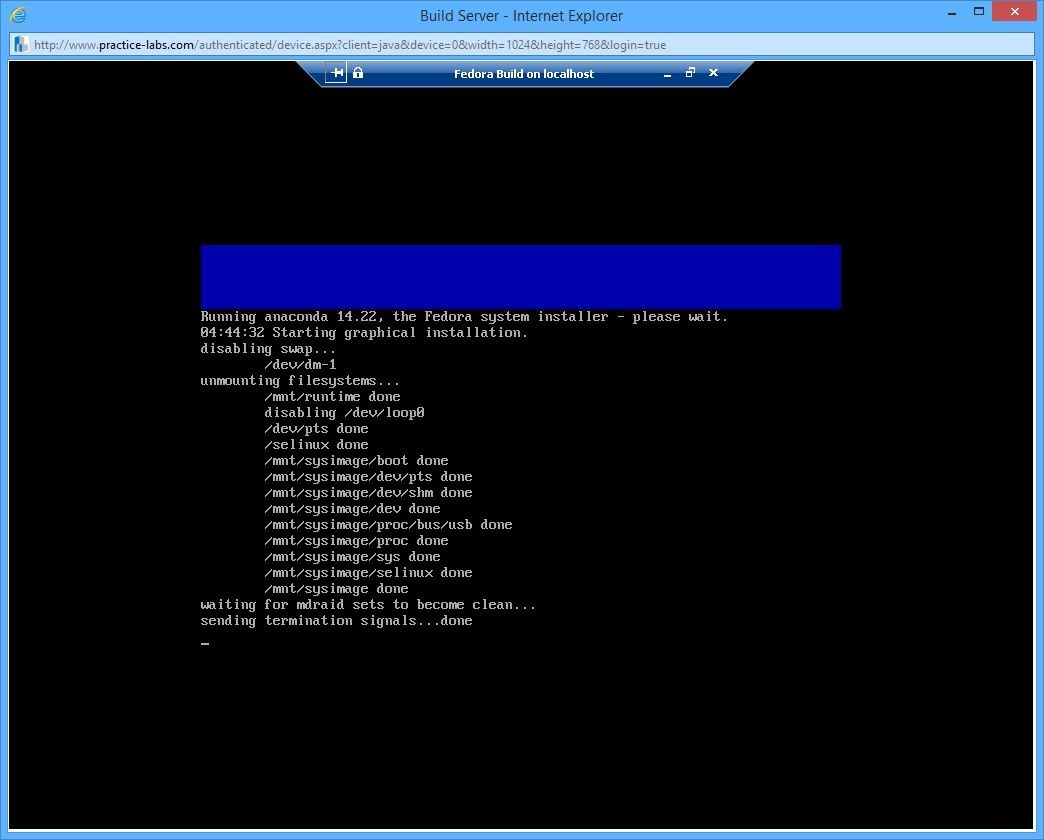 Build Server - Internet Explorer
http://www.practice-labs.com/authenticated/device.aspx?client=java&device=0&width=1024&height=768&login=true
Fedora Build on localhost
Running anaconda 14.22, the Fedora system installer - please wait.
04:44:32 Starting graphical installation.
disabling swap...
/dev/dm-1
unmounting filesystems...
/mnt/runtime done
disabling /dev/loop0
/dev/pts done
/selinux done
/mnt/sysimage/boot done
/mnt/sysimage/dev/pts done
/mnt/sysimage/dev/shm done
/mnt/sysimage/dev done
/mnt/sysimage/proc/bus/usb done
/mnt/sysimage/proc done
/mnt/sysimage/sys done
/mnt/sysimage/selinux done
/mnt/sysimage done
waiting for mdraid sets to become clean...
sending termination signals...done